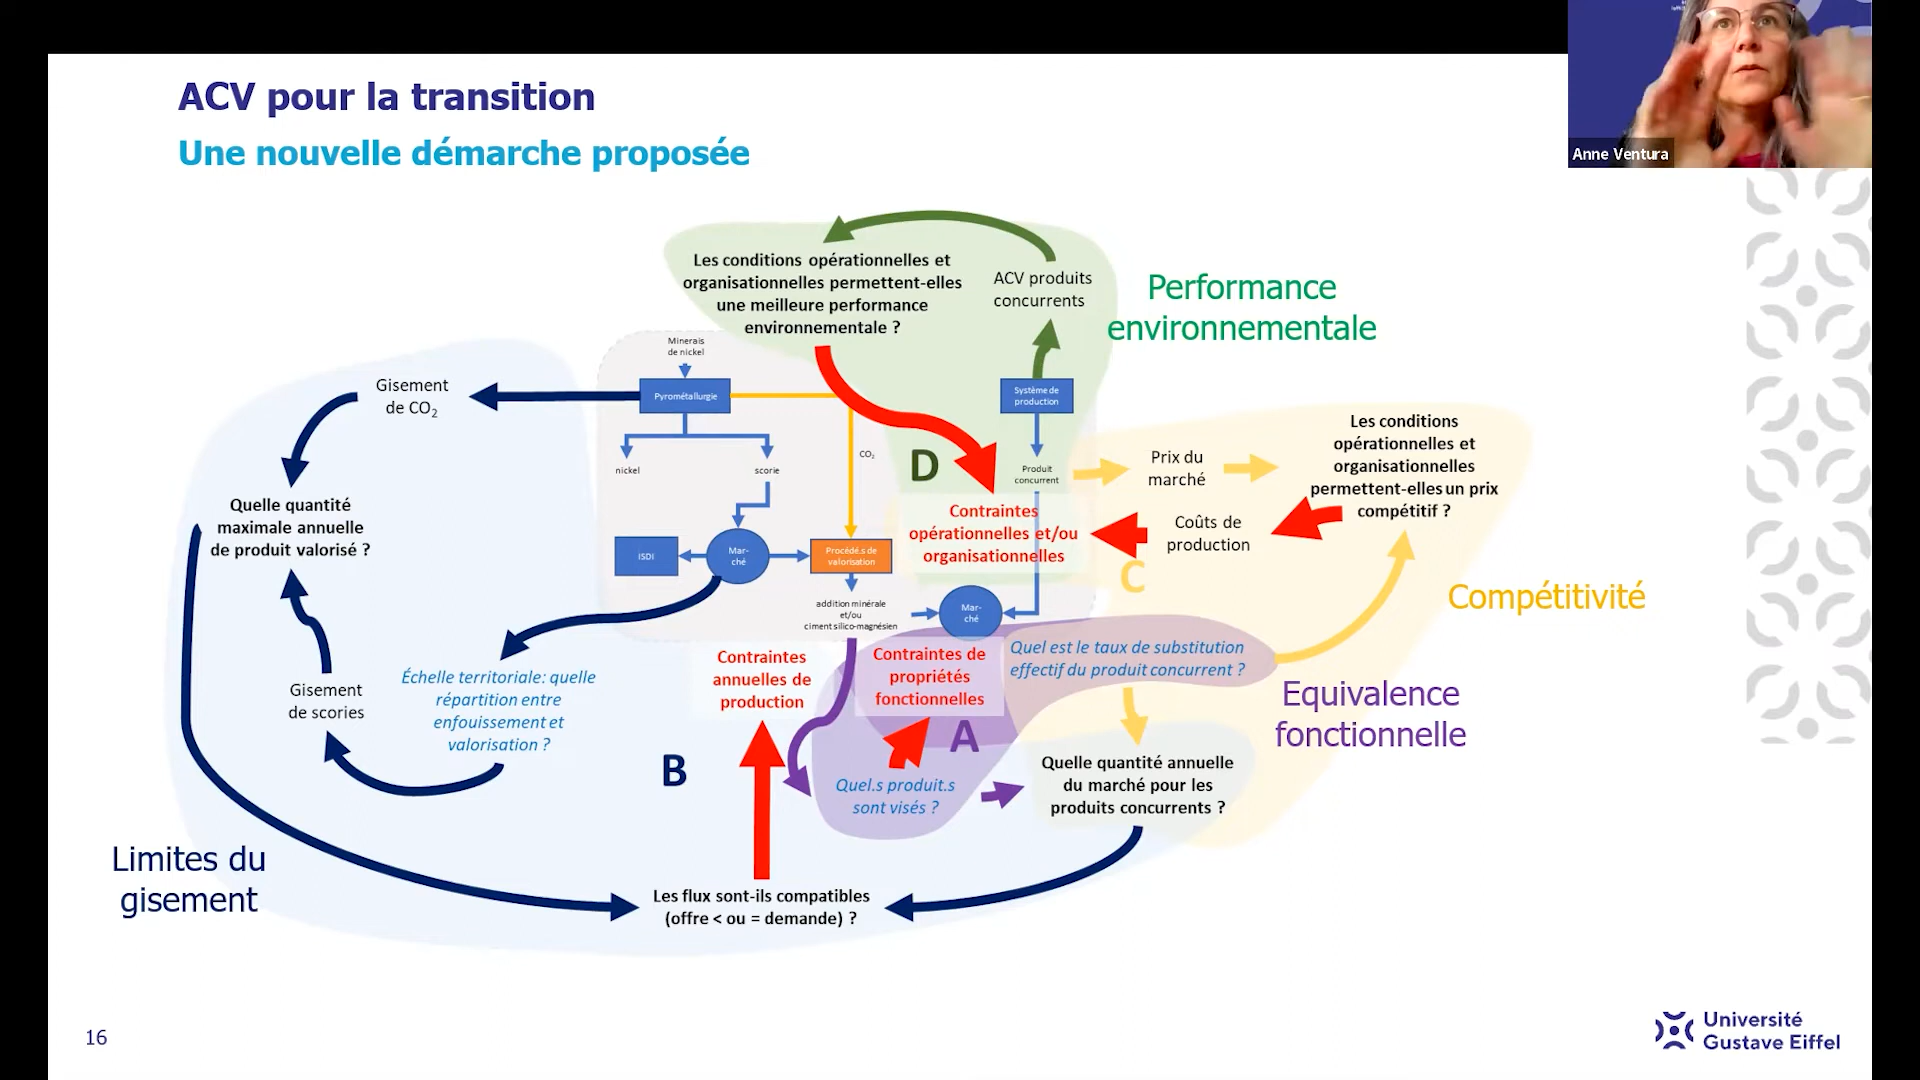 ACV pour la transition
Une nouvelle démarche proposée
Anne Ventura
Les conditions opérationnelles et
organisationnelles permettent-elles
une meilleure performance
environnementale ?
ACV produits
concurrents
Performance
environnementale
Minerais
de nickel
Pyrométallurgie
Gisement
de CO2
nickel
scorie
CO2
Système de
production
Produit
concurrent
D
Prix du
marché
Les conditions
opérationnelles et
organisationnelles
permettent-elles un prix
compétitif ?
Coûts de
production
Contraintes
opérationnelles et/ou
organisationnelles
C
Compétitivité
Quelle quantité
maximale annuelle
de produit valorisé ?
ISDI
Mar-
ché
Procédé.s de
valorisation
addition minérale
et/ou
ciment silico-magnésien
Mar-
ché
Contraintes
annuelles de
production
Contraintes de
propriétés
fonctionnelles
Quel est le taux de substitution
effectif du produit concurrent ?
Equivalence
fonctionnelle
Gisement
de scories
Échelle territoriale: quelle
répartition entre
enfouissement et
valorisation ?
B
A
Quel.s produit.s
sont visés ?
Quelle quantité annuelle
du marché pour les
produits concurrents ?
Limites du
gisement
Les flux sont-ils compatibles
(offre < ou = demande) ?
16
Université
Gustave Eiffel